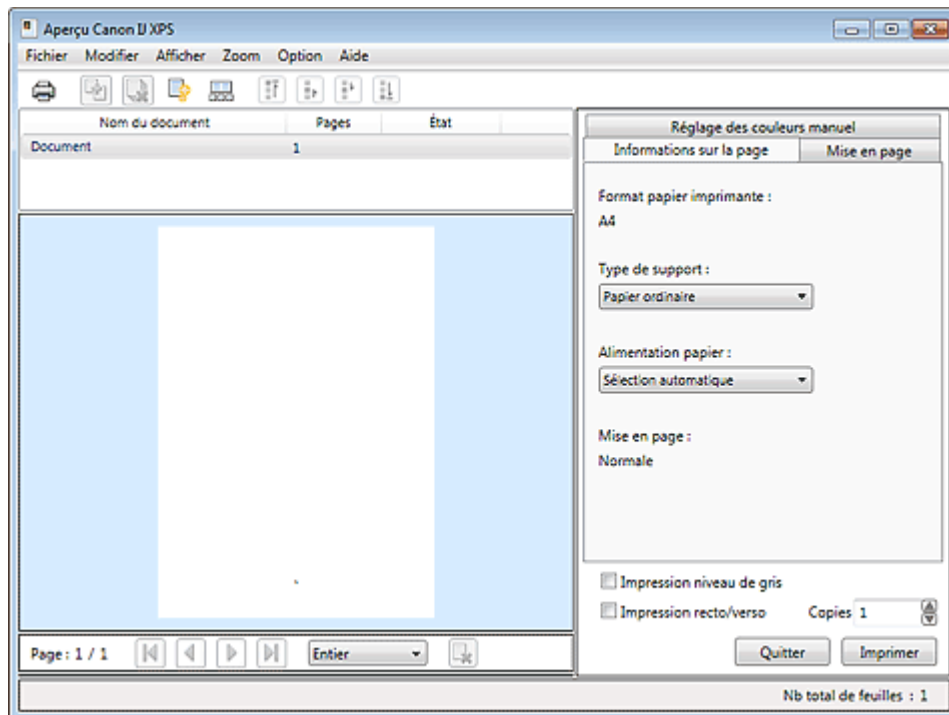 Aperçu Canon IJ XPS
Fichier Modifier Afficher Zoom Option Aide
Nom du document Pages État
Document 1
Réglage des couleurs manuel
Informations sur la page Mise en page
Format papier imprimante :
A4
Type de support :
Papier ordinaire
Alimentation papier :
Sélection automatique
Mise en page :
Normale
Impression niveau de gris
Impression recto/verso Copies 1
Page : 1 / 1 Entier
Quitter Imprimer
Nb total de feuilles : 1